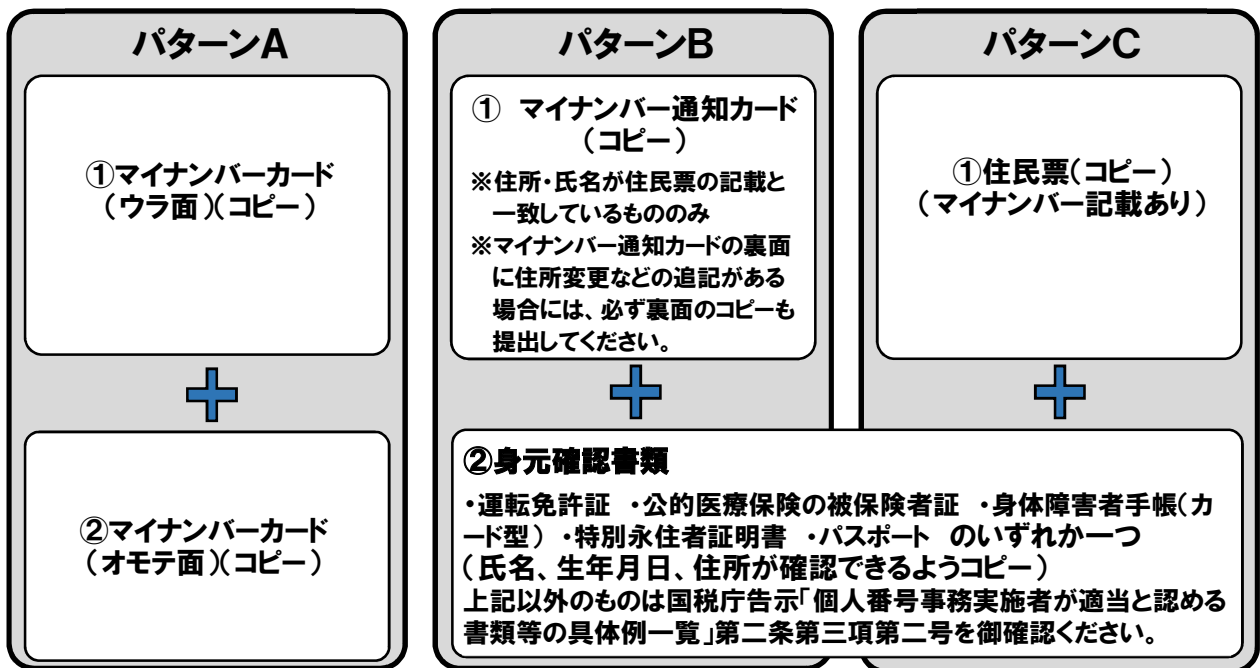 パターンA
①マイナンバーカード
(ウラ面)(コピー)
②マイナンバーカード
(オモテ面)(コピー)
パターンB
① マイナンバー通知カード
(コピー)
※住所・氏名が住民票の記載と
一致しているもののみ
※マイナンバー通知カードの裏面
に住所変更などの追記がある
場合には、必ず裏面のコピーも
提出してください。
パターンC
①住民票(コピー)
(マイナンバー記載あり)
②身元確認書類
・運転免許証 ・公的医療保険の被保険者証 ・身体障害者手帳(カ
ード型) ・特別永住者証明書 ・パスポート のいずれか一つ
(氏名、生年月日、住所が確認できるようコピー)
上記以外のものは国税庁告示「個人番号事務実施者が適当と認める
書類等の具体例一覧」第二条第三項第二号を御確認ください。